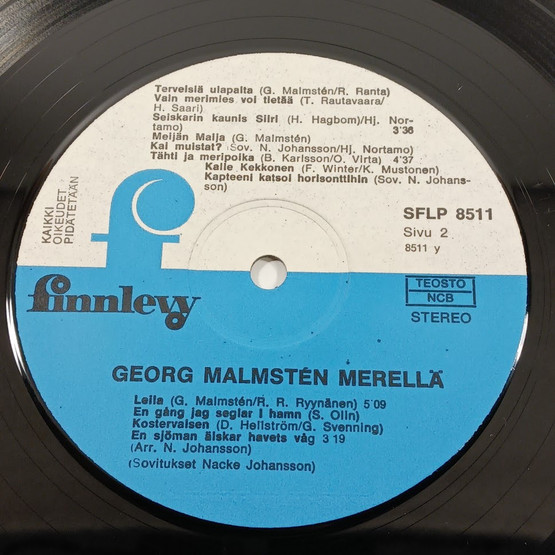 Terveisiä ulapalta (G. Malmstén/R. Ranta)
Vain merimies voi tietää (T. Rautavaara/
H. Saari)
Seiskarin kaunis Siiri (H. Hagbom)/Hj. Nor-
tamo) 3'36
Meijän Maija (G. Malmstén)
Kai muistat? (Sov. N. Johansson/Hj. Nortamo)
Tähti ja meripoika (B. Karlsson/O. Virta) 4'37
Kalle Kekkonen (F. Winter/K. Mustonen)
Kapteeni katsoi horisonttihin (Sov. N. Johans-
son)
KAIKKI
OIKEUDET
PIDÄTETÄÄN
SFLP 8511
Sivu 2
8511 y
f
finnlevy
TEOSTO
NCB
STEREO
GEORG MALMSTÉN MERELLÄ
Leila (G. Malmstén/R. R. Ryynänen) 5'09
En gång jag seglar i hamn (S. Olin)
Kostervalsen (D. Hellström/G. Svenning)
En sjöman älskar havets våg 3'19
(Arr. N. Johansson)
(Sovitukset Nacke Johansson)